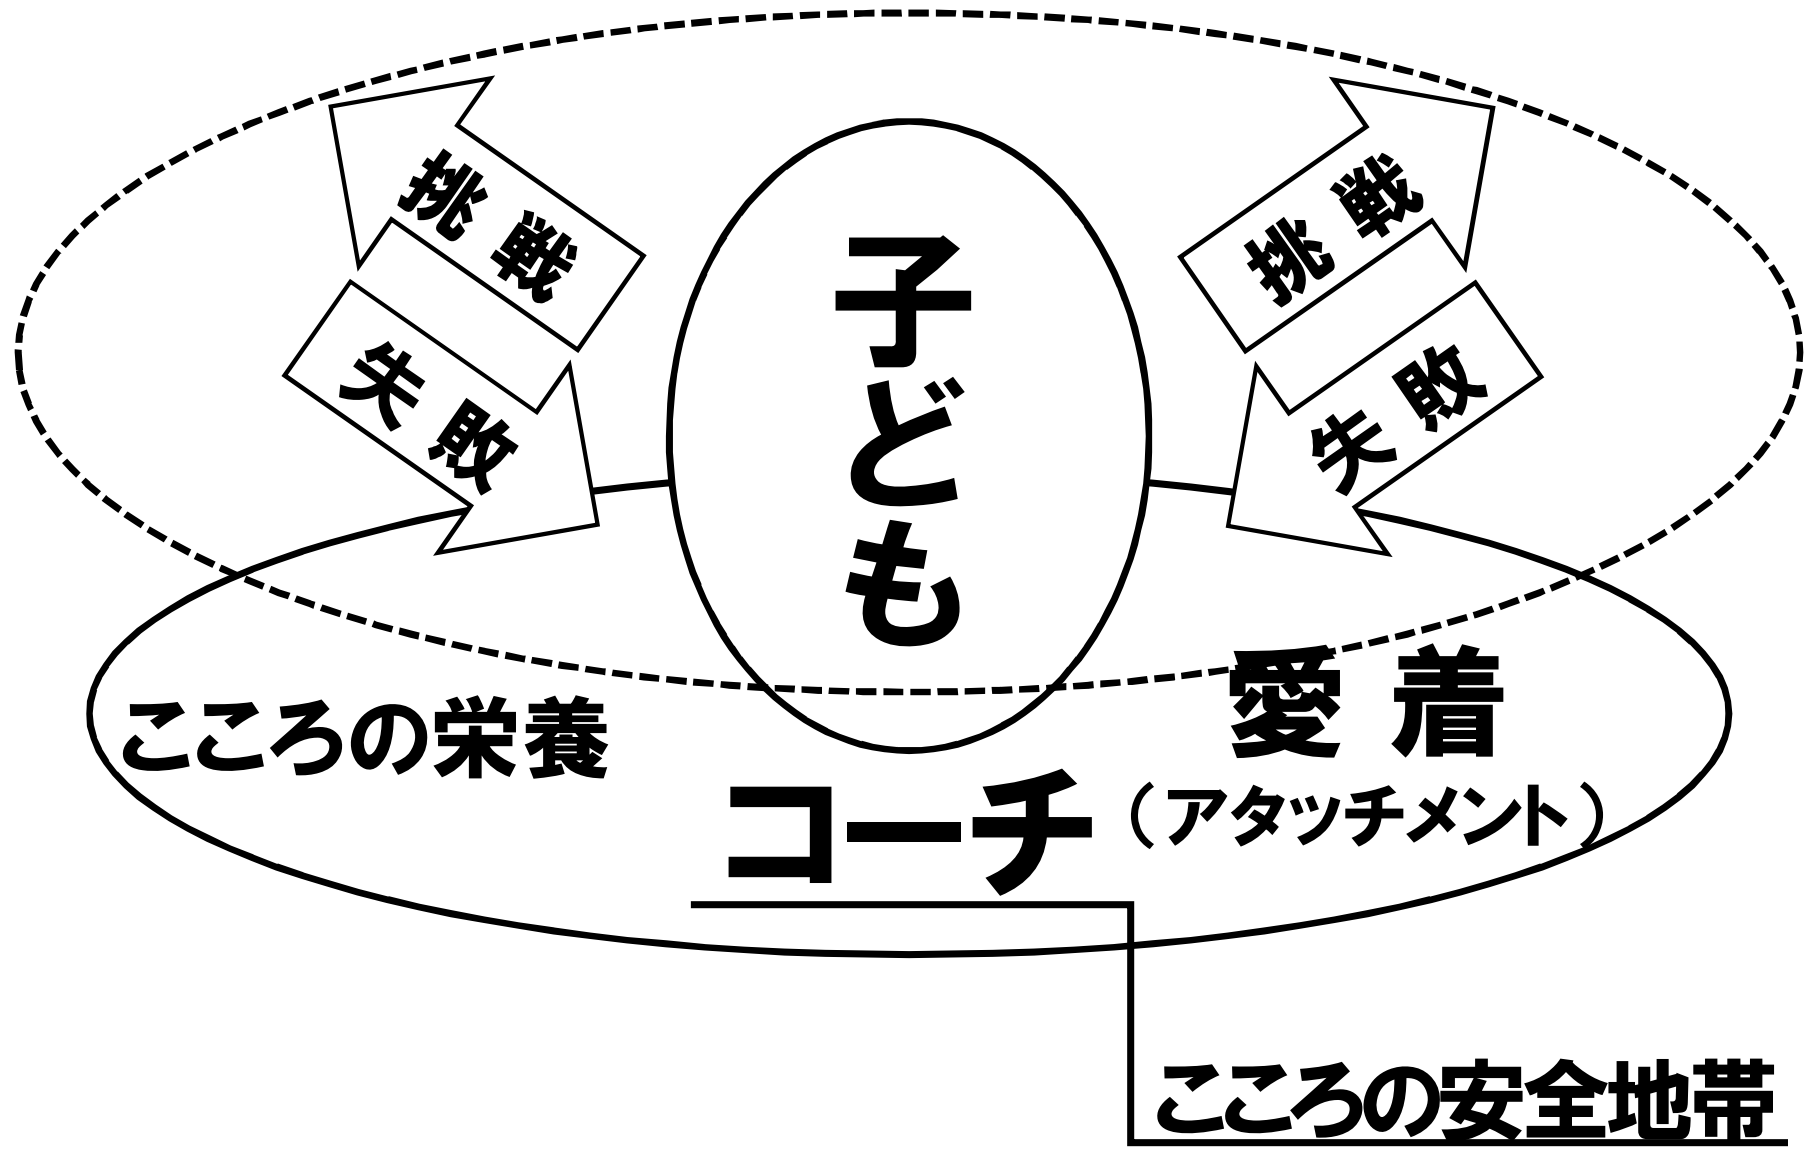 挑戦
失敗
子ども
挑戦
失敗
こころの栄養
愛着
（アタッチメント）
コーチ
こころの安全地帯